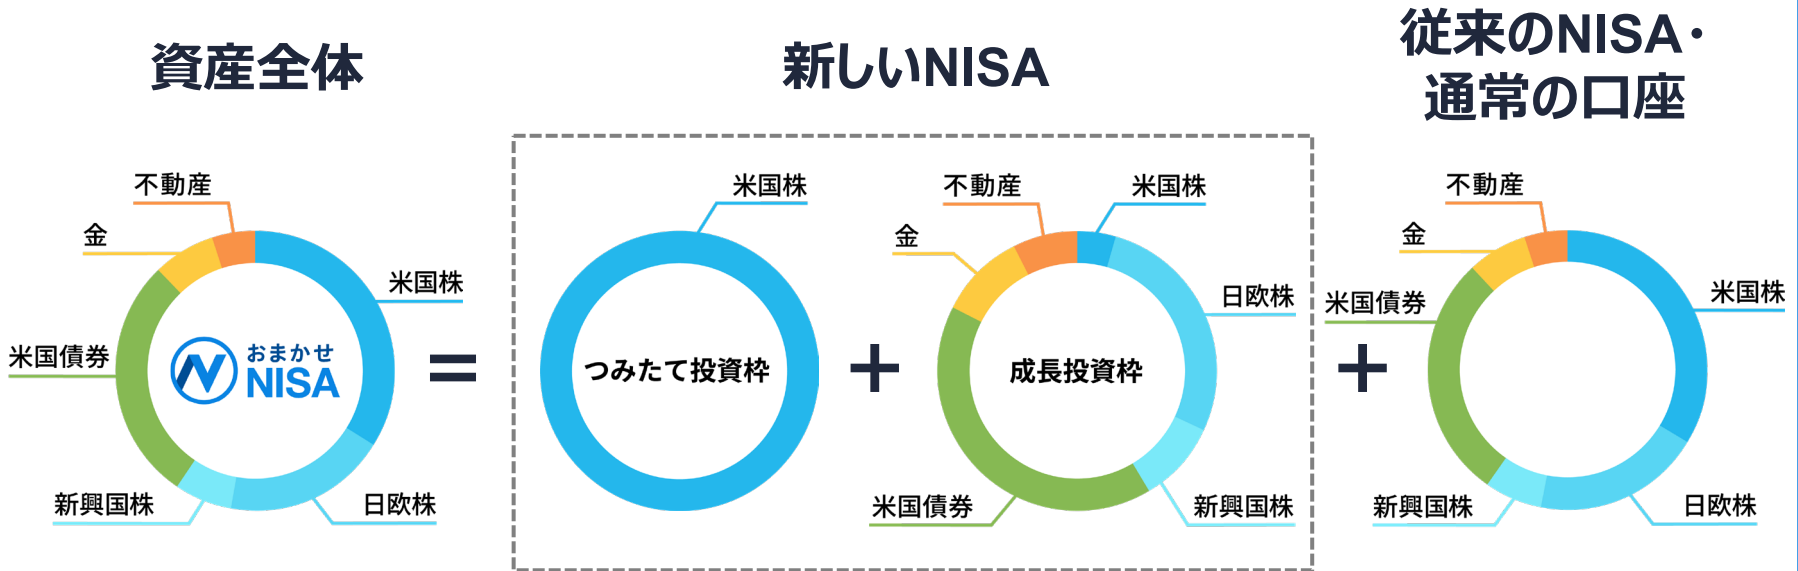 資産全体
新しいNISA
従来のNISA・
通常の口座
不動産
金
米国株
米国債券
おまかせ
NISA
新興国株
日欧株
=
米国株
つみたて投資枠
+
不動産
米国株
金
日欧株
成長投資枠
米国債券
新興国株
+
不動産
金
米国株
米国債券
新興国株
日欧株